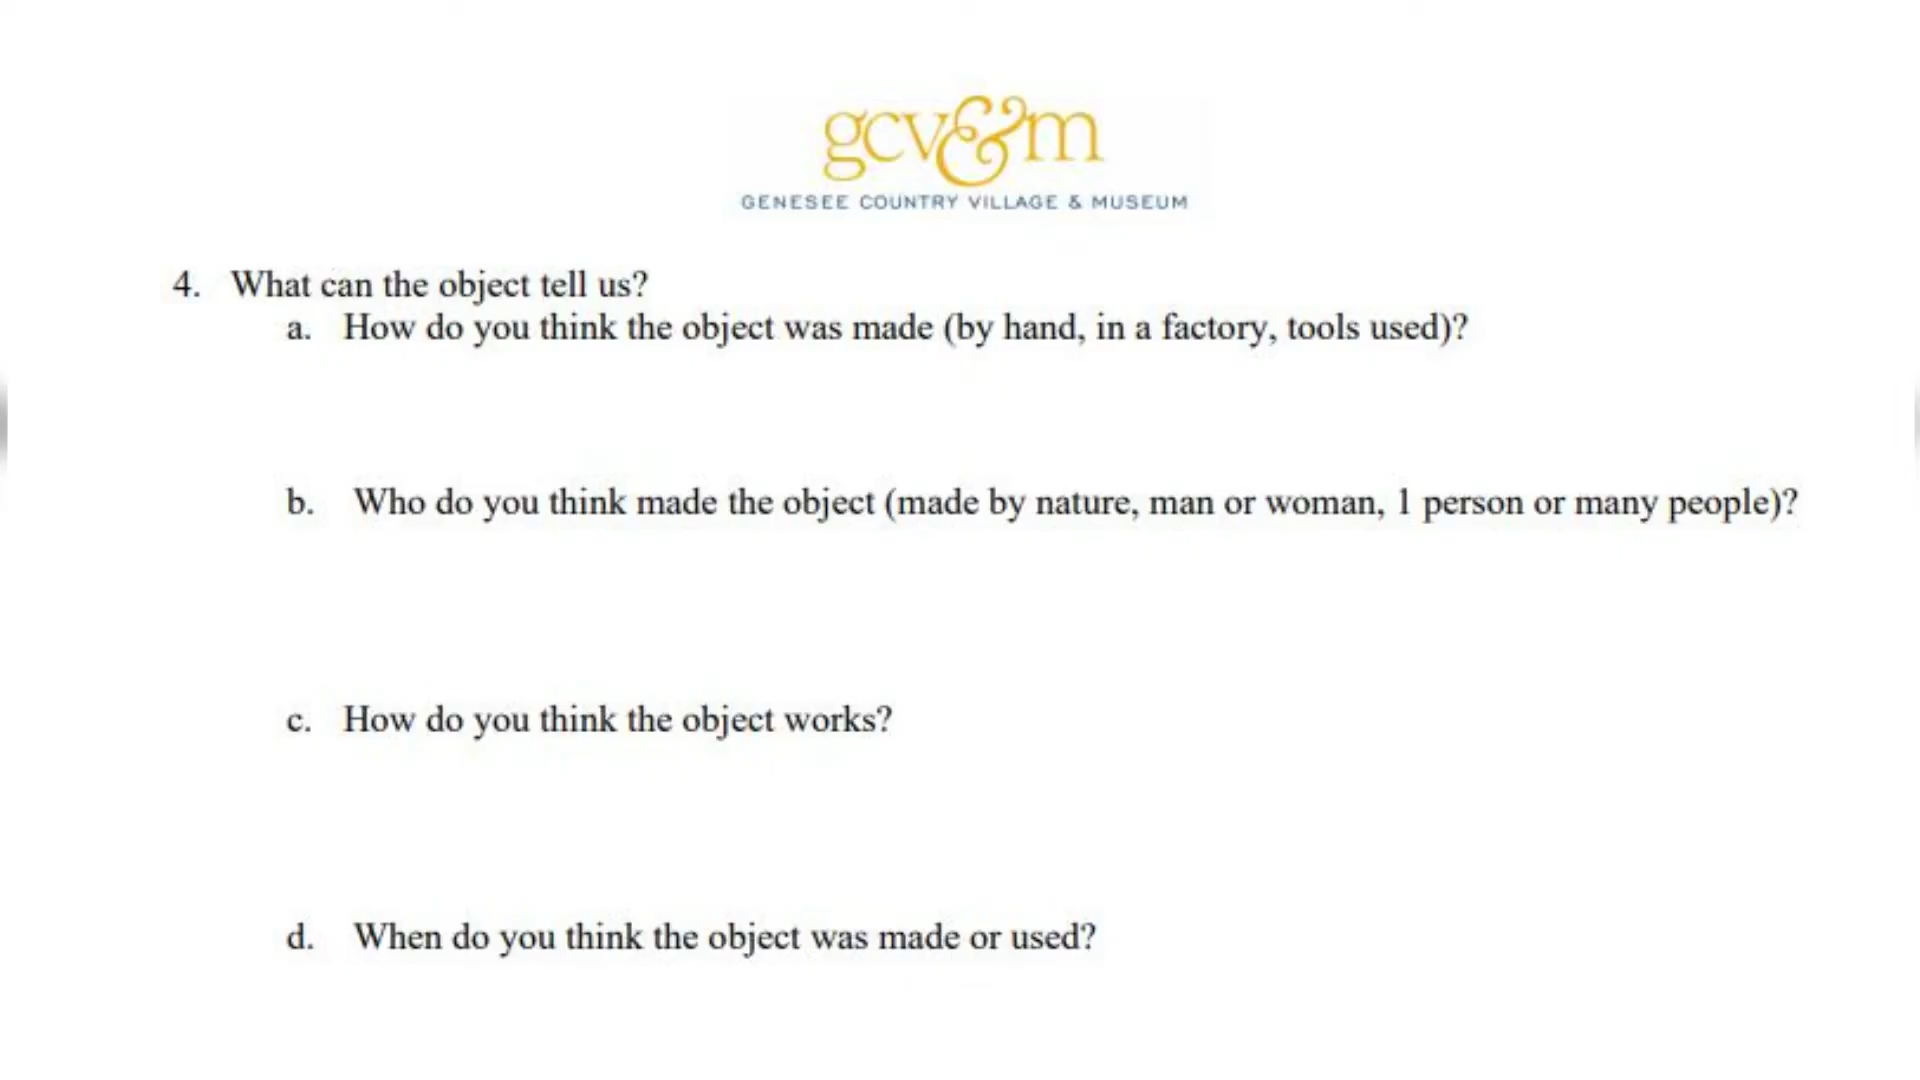 gcv&m
GENESEE COUNTRY VILLAGE & MUSEUM
4. What can the object tell us?
a. How do you think the object was made (by hand, in a factory, tools used)?
b. Who do you think made the object (made by nature, man or woman, 1 person or many people)?
c. How do you think the object works?
d. When do you think the object was made or used?